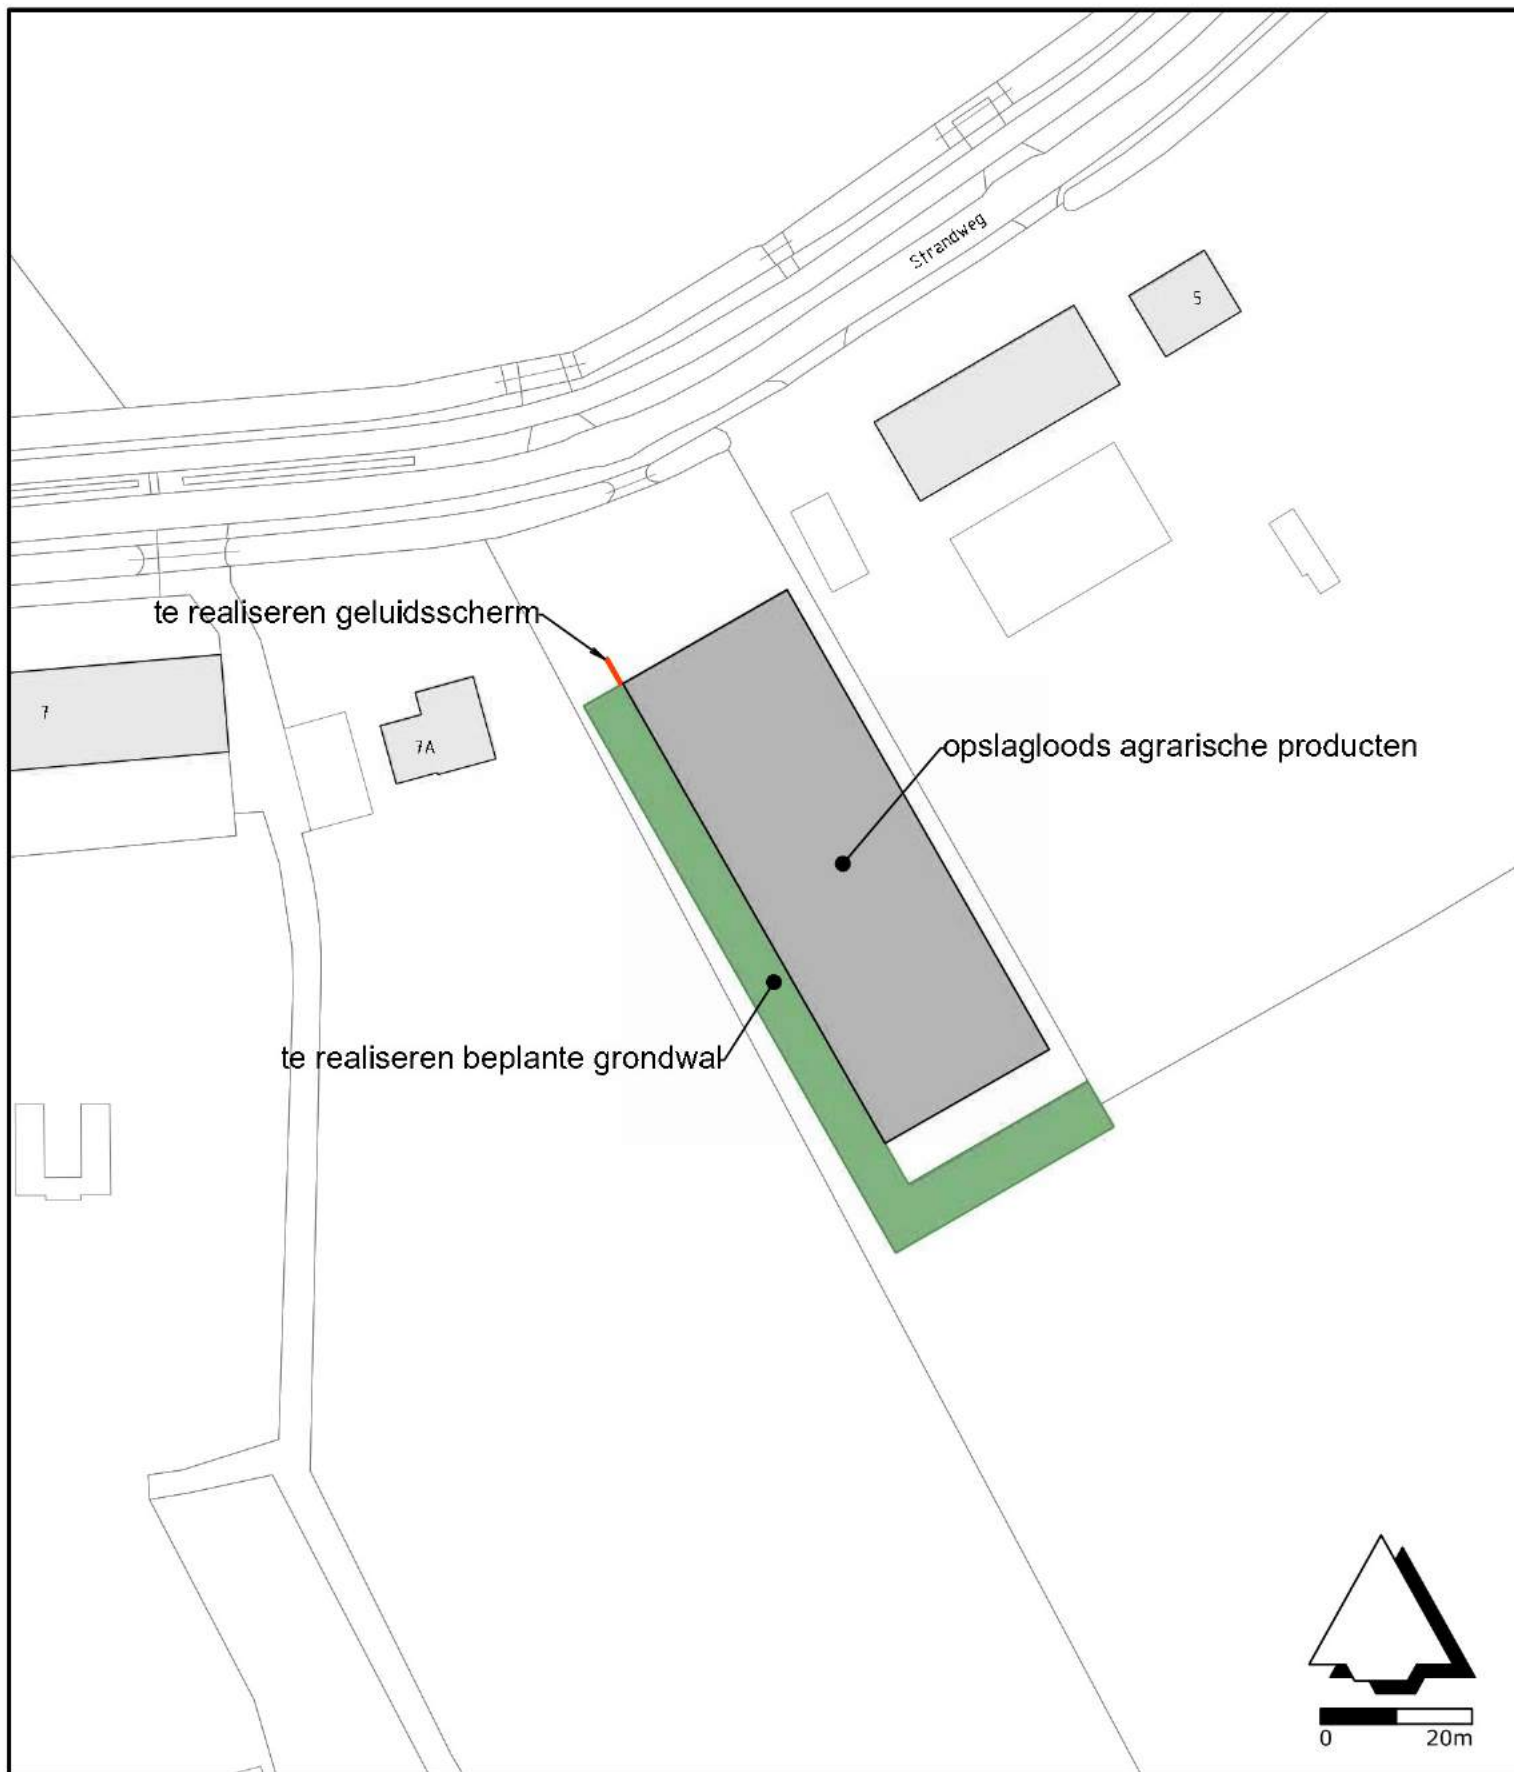 Strandweg
5
te realiseren geluidsscherm
7
7A
opslagloods agrarische producten
te realiseren beplante grondwal
0 20m